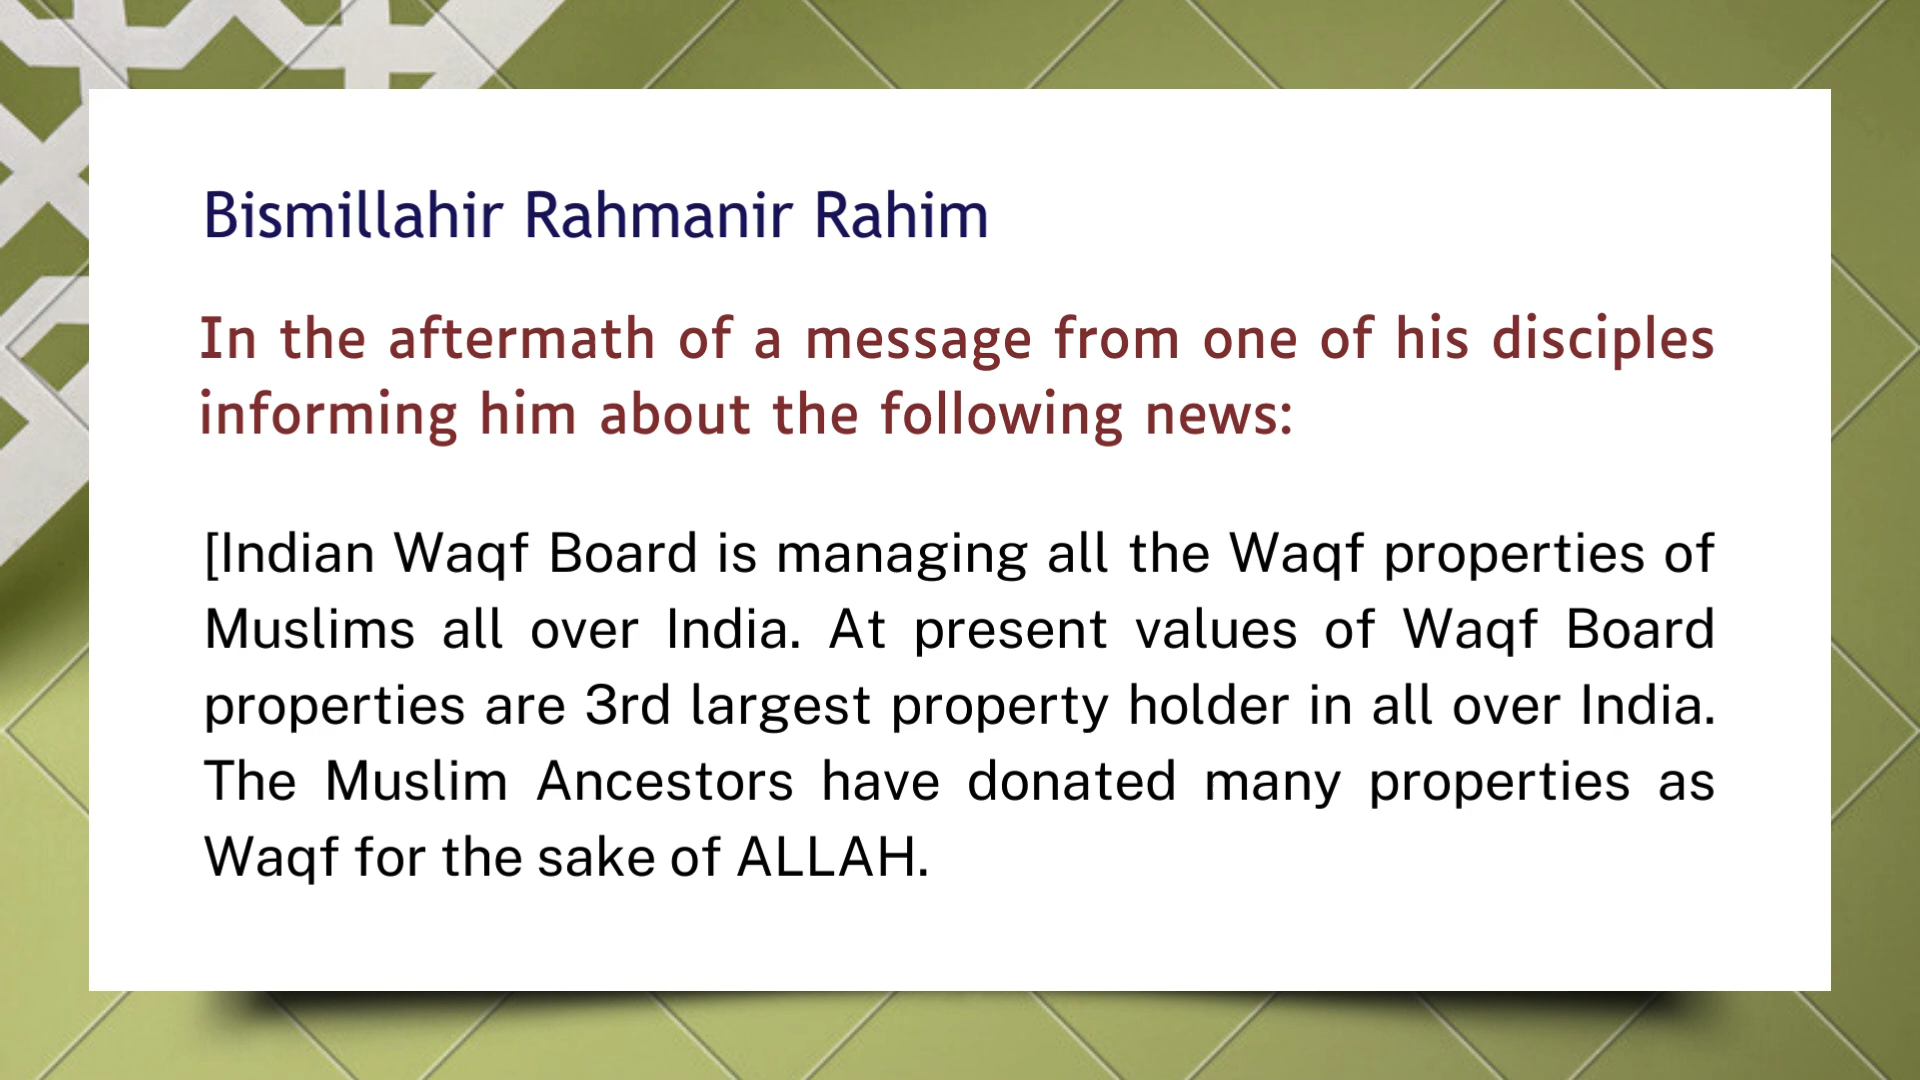 Bismillahir Rahmanir Rahim
In the aftermath of a message from one of his disciples
informing him about the following news:
[Indian Waqf Board is managing all the Waqf properties of
Muslims all over India. At present values of Waqf Board
properties are 3rd largest property holder in all over India.
The Muslim Ancestors have donated many properties as
Waqf for the sake of ALLAH.